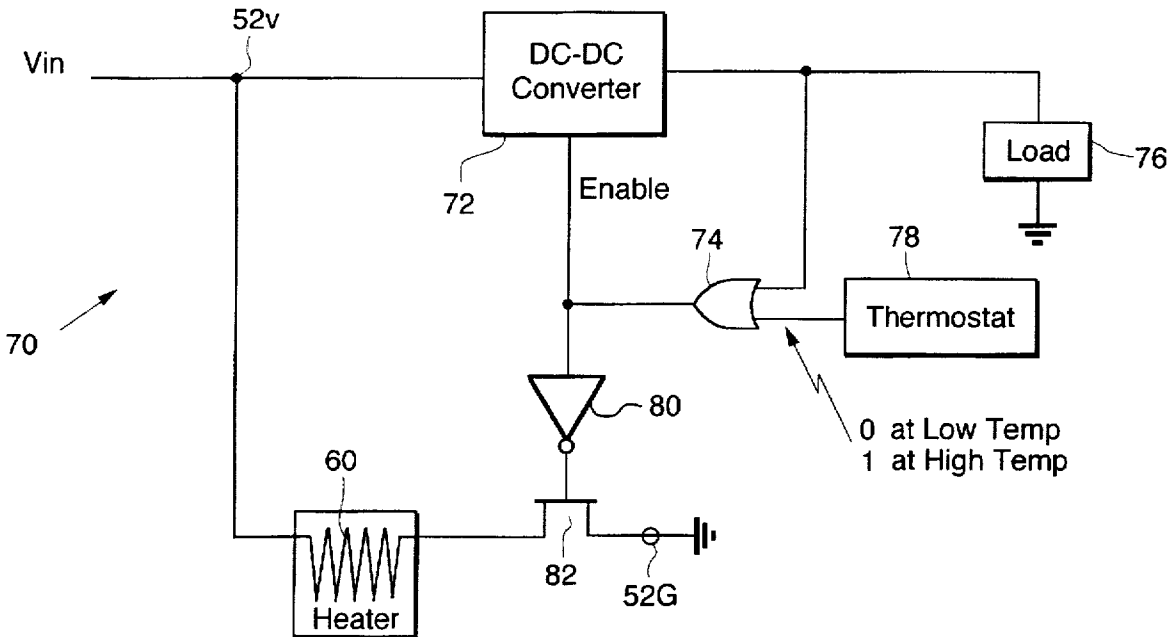 52v
Vin
DC-DC
Converter
72
Enable
Load
76
74
78
Thermostat
70
80
0 at Low Temp
1 at High Temp
60
Heater
82
52G